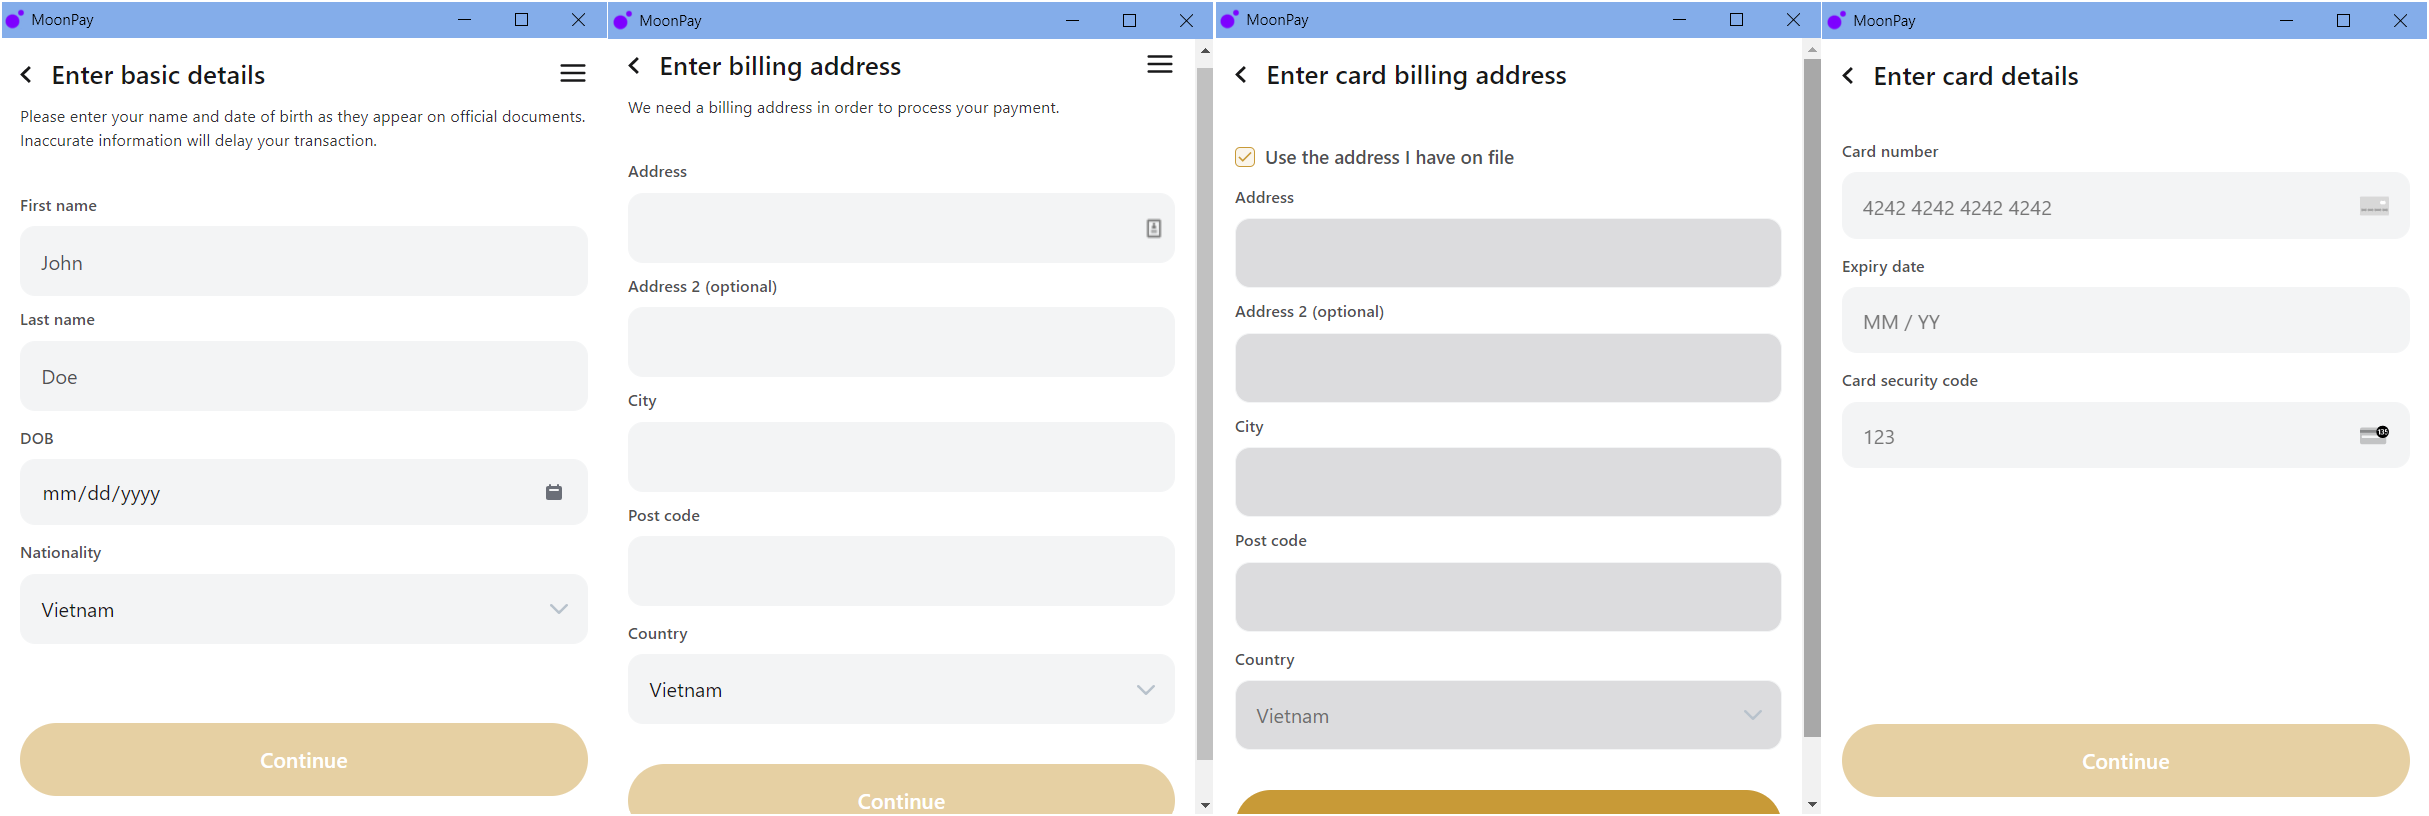 MoonPay
Enter basic details
Please enter your name and date of birth as they appear on official documents.
Inaccurate information will delay your transaction.
First name
John
Last name
Doe
DOB
mm/dd/yyyy
Nationality
Vietnam
Continue
MoonPay
Enter billing address
We need a billing address in order to process your payment.
Address
Address 2 (optional)
City
Post code
Country
Vietnam
Continue
MoonPay
Enter card billing address
Use the address I have on file
Address
Address 2 (optional)
City
Post code
Country
Vietnam
MoonPay
Enter card details
Card number
4242 4242 4242 4242
Expiry date
MM / YY
Card security code
123
135
Continue